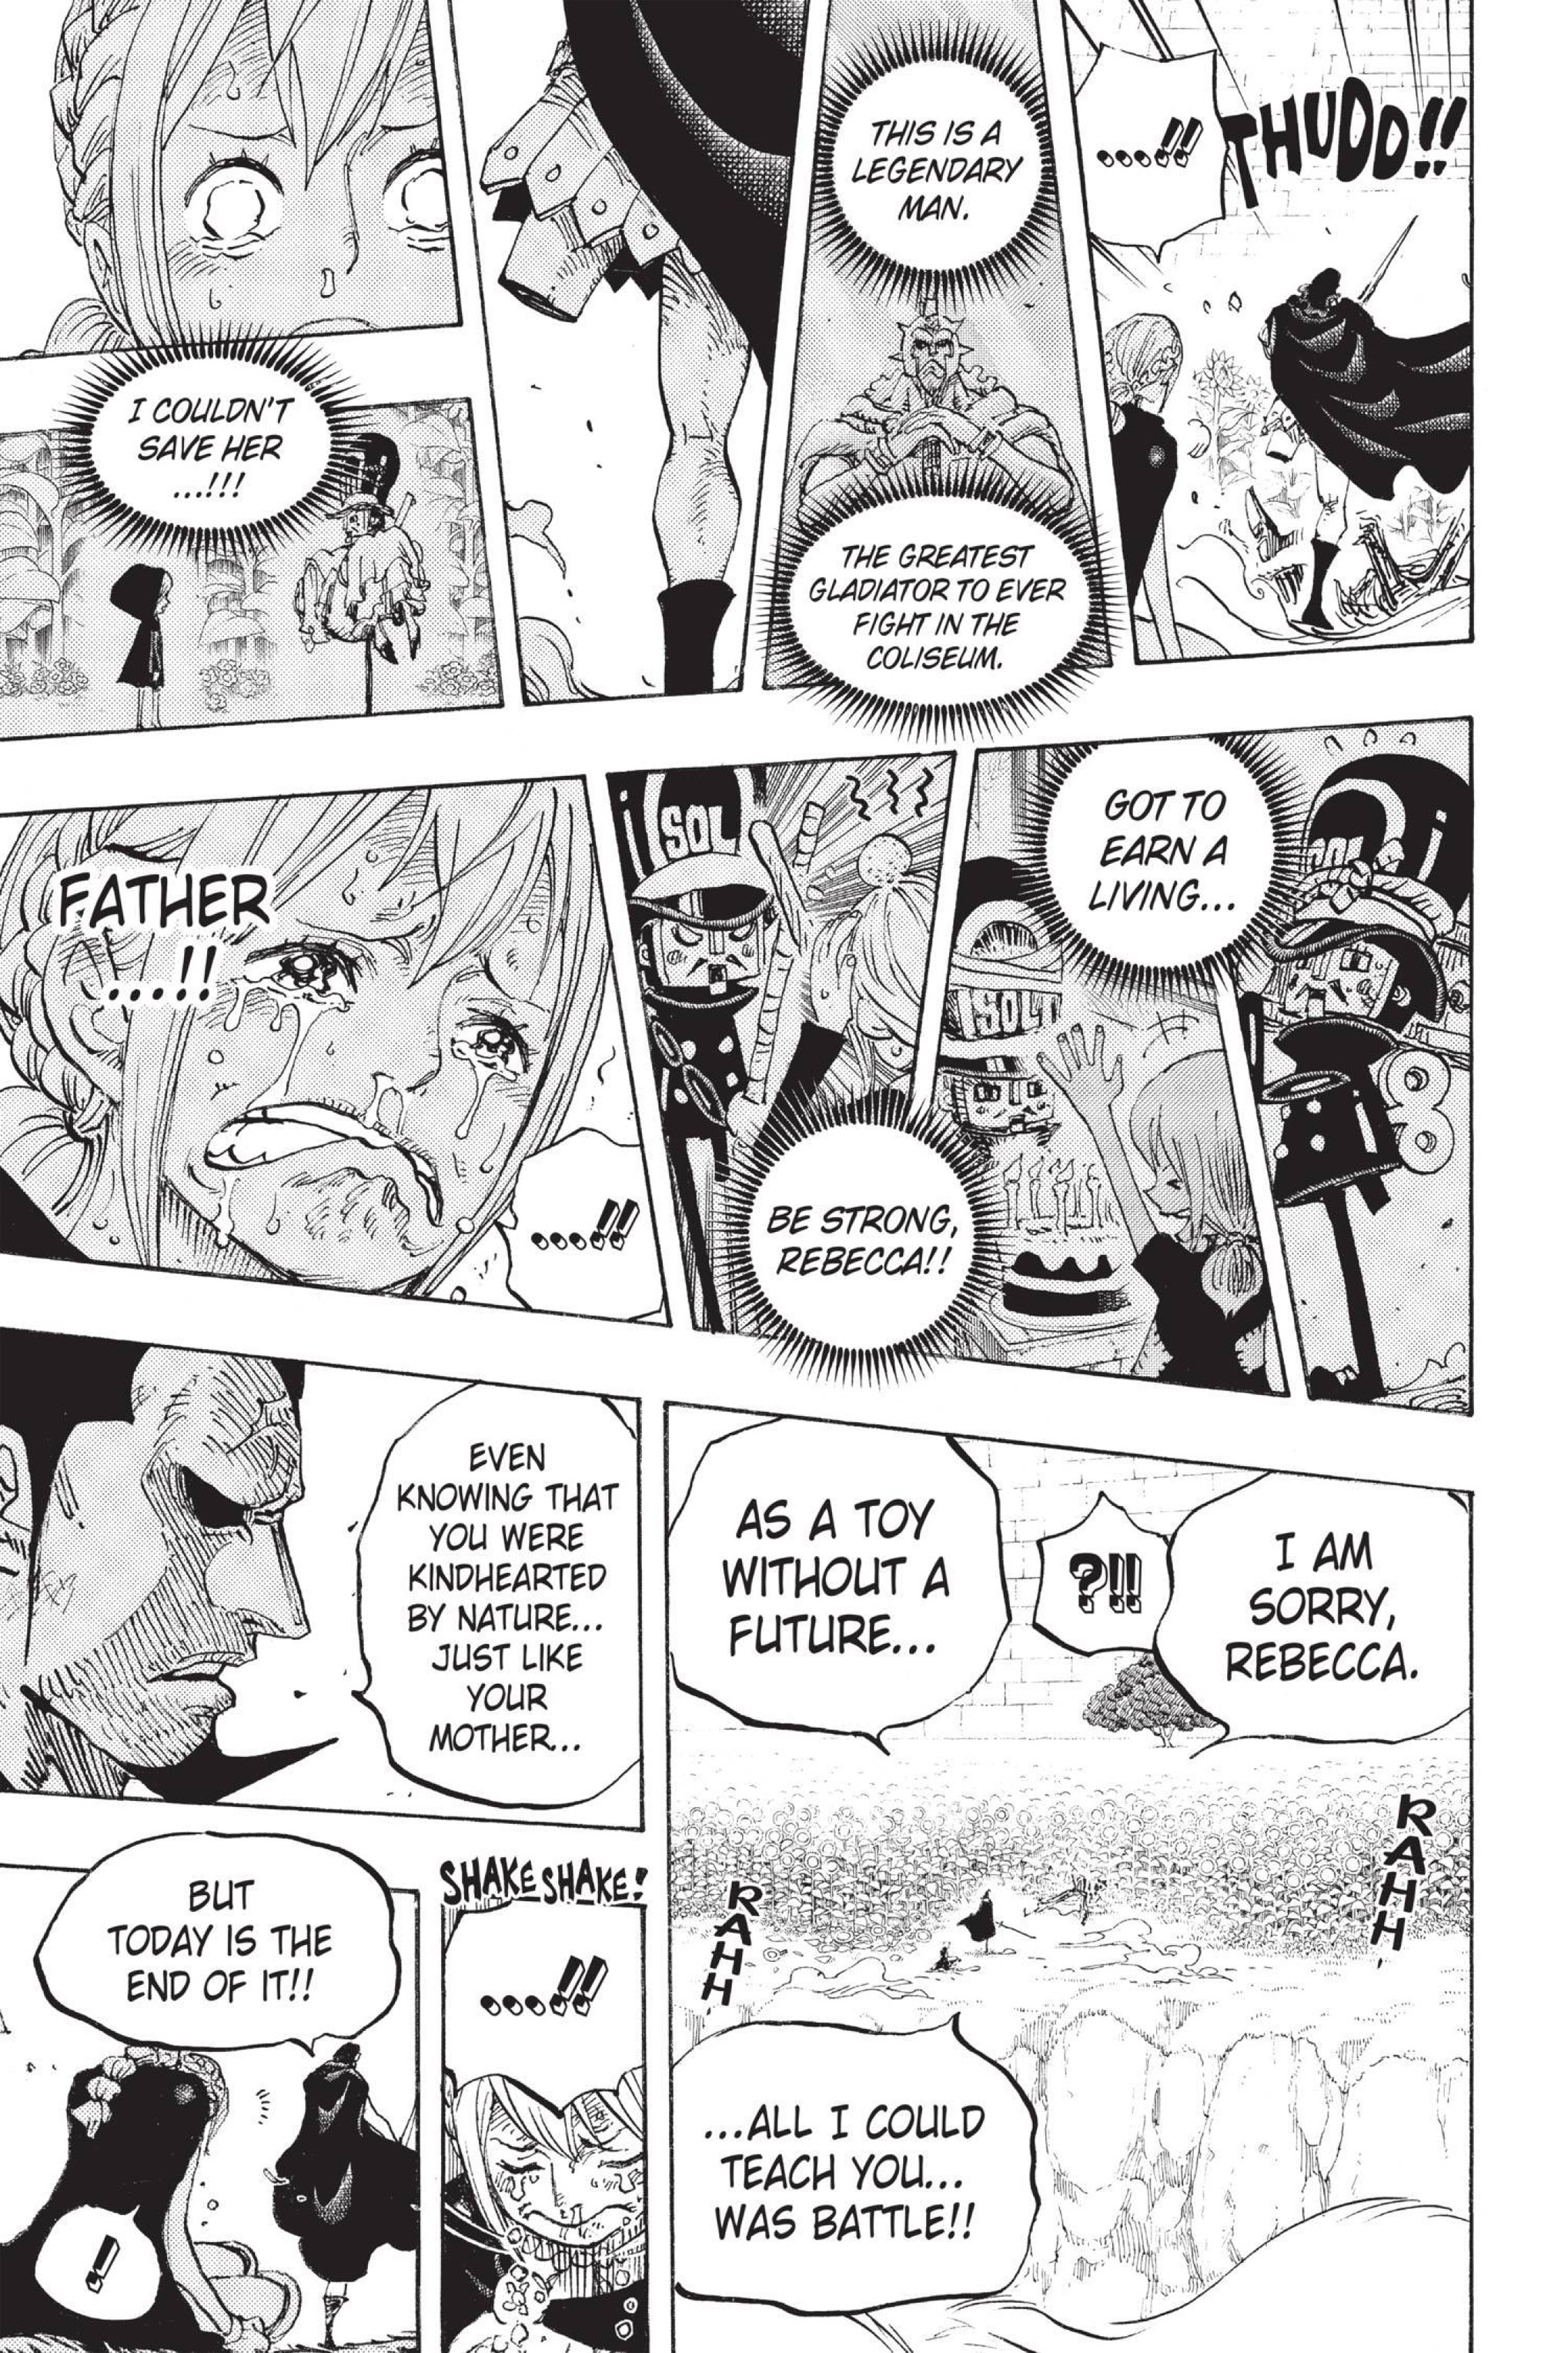 THUDD!!
...!!
THIS IS A
LEGENDARY
MAN.
THE GREATEST
GLADIATOR TO EVER
FIGHT IN THE
COLISEUM.
I COULDN'T
SAVE HER
...!!!
GOT TO
EARN A
LIVING...
SOLT
SOL
BE STRONG,
REBECCA!!
FATHER
...!!
....!!
I AM
SORRY,
REBECCA.
?!!
AS A TOY
WITHOUT A
FUTURE...
RAHH
RAHH
...ALL I COULD
TEACH YOU...
WAS BATTLE!!
EVEN
KNOWING THAT
YOU WERE
KINDHEARTED
BY NATURE...
JUST LIKE
YOUR
MOTHER...
SHAKE SHAKE!
....!!
BUT
TODAY IS THE
END OF IT!!
!